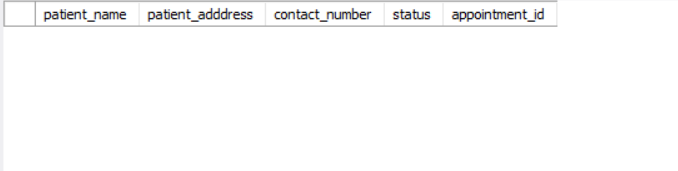 patient_name patient_adddress contact_number status appointment_id